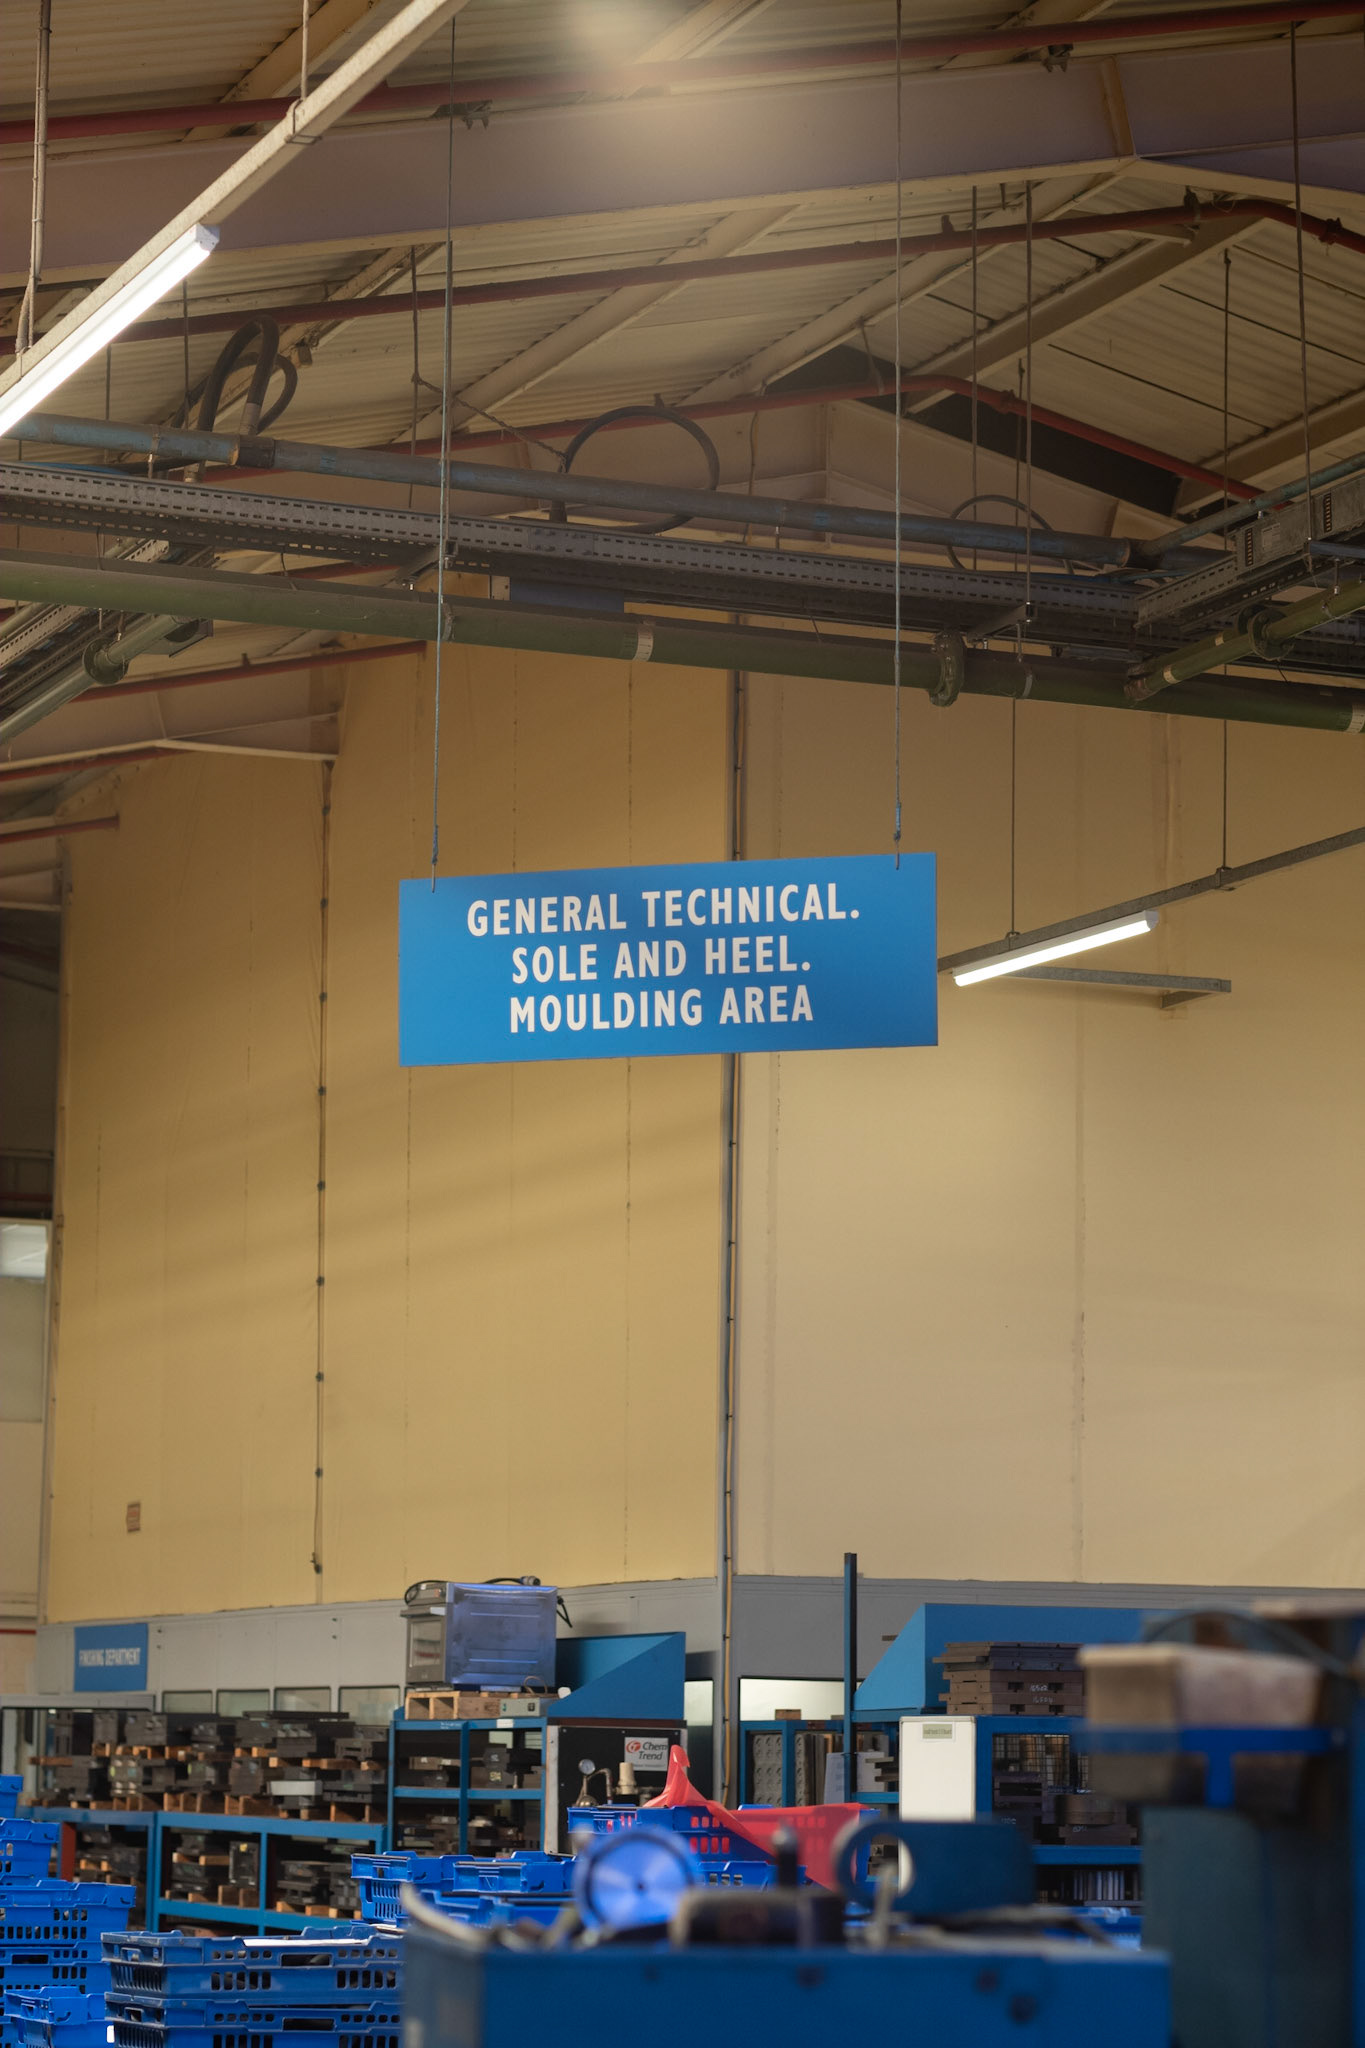 GENERAL TECHNICAL.
SOLE AND HEEL.
MOULDING AREA
FINISHING DEPARTMENT
Chem
Trend